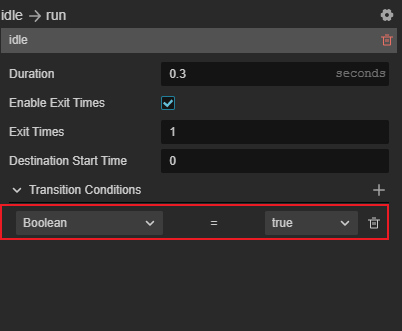 idle → run
idle
Duration 0.3 seconds
Enable Exit Times
Exit Times 1
Destination Start Time 0
Transition Conditions
Boolean = true